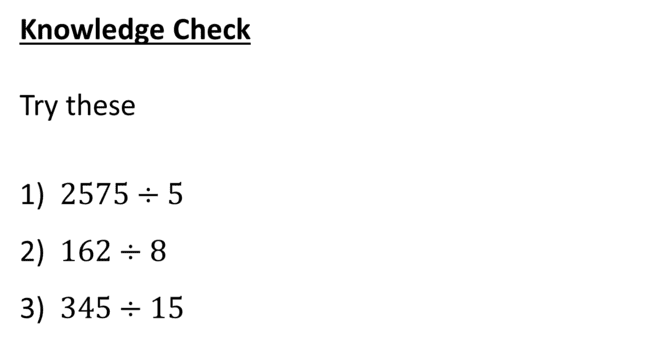 Knowledge Check
Try these
1) 2575 ÷ 5
2) 162 ÷ 8
3) 345 ÷ 15